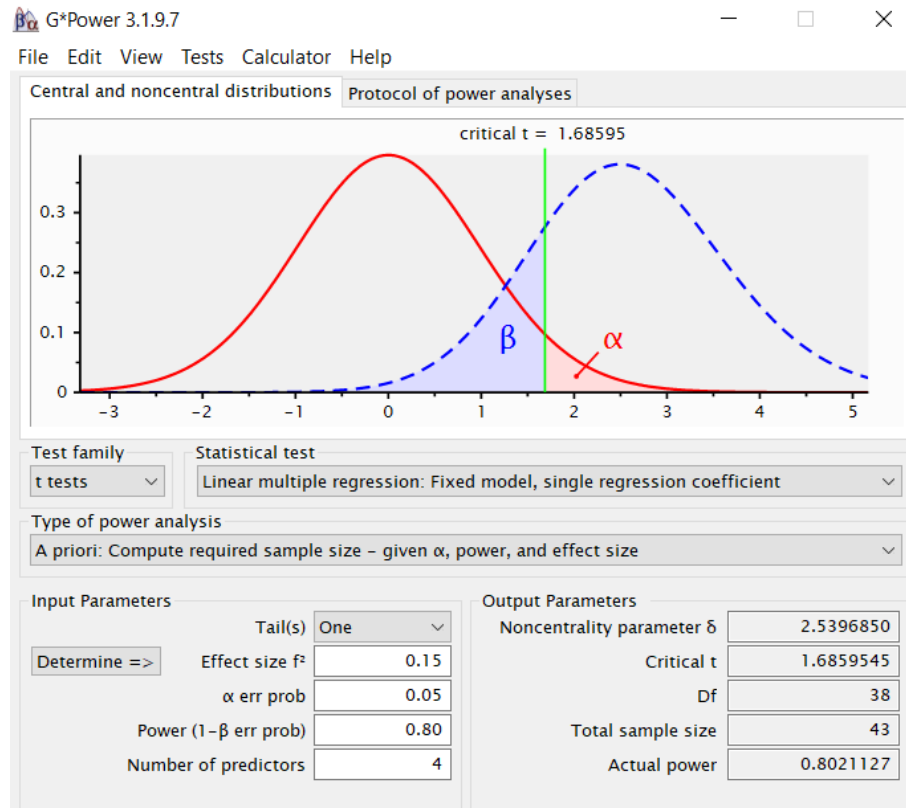 G*Power 3.1.9.7
File Edit View Tests Calculator Help
Central and noncentral distributions Protocol of power analyses
critical t = 1.68595
0.3
0.2
0.1
0
β α
-3 -2 -1 0 1 2 3 4 5
Test family Statistical test
t tests Linear multiple regression: Fixed model, single regression coefficient
Type of power analysis
A priori: Compute required sample size – given α, power, and effect size
Input Parameters Output Parameters
Tail(s) One Noncentrality parameter δ 2.5396850
Determine => Effect size f² 0.15 Critical t 1.6859545
α err prob 0.05 Df 38
Power (1-β err prob) 0.80 Total sample size 43
Number of predictors 4 Actual power 0.8021127